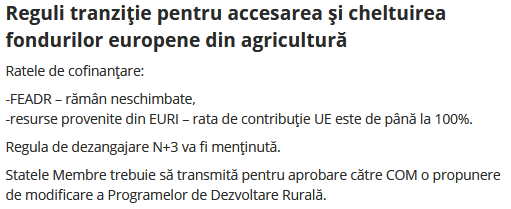 Reguli tranziţie pentru accesarea şi cheltuirea
fondurilor europene din agricultură
Ratele de cofinanţare:
-FEADR – rămân neschimbate,
-resurse provenite din EURI – rata de contribuţie UE este de până la 100%.
Regula de dezangajare N+3 va fi menţinută.
Statele Membre trebuie să transmită pentru aprobare către COM o propunere
de modificare a Programelor de Dezvoltare Rurală.